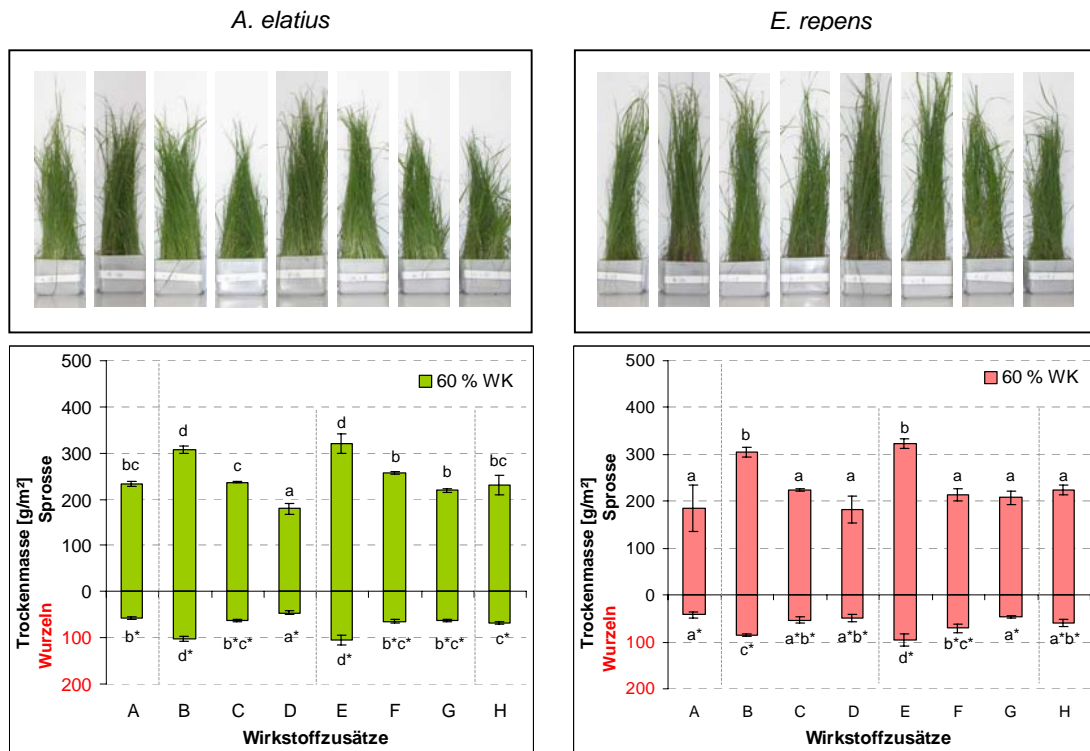 A. elatius
E. repens
500
400
300
200
100
0
100
200
Trockenmasse [g/m²]
Sprosse
Wurzeln
60 % WK
bc
d
c
a
d
b
b
bc
b*
d*
b*c*
a*
d*
b*c*
b*c*
c*
A B C D E F G H
Wirkstoffzusätze
500
400
300
200
100
0
100
200
Trockenmasse [g/m²]
Sprosse
Wurzeln
60 % WK
a
b
a
a
b
a
a
a
a*
c*
a*b*
a*b*
d*
b*c*
a*
a*b*
A B C D E F G H
Wirkstoffzusätze